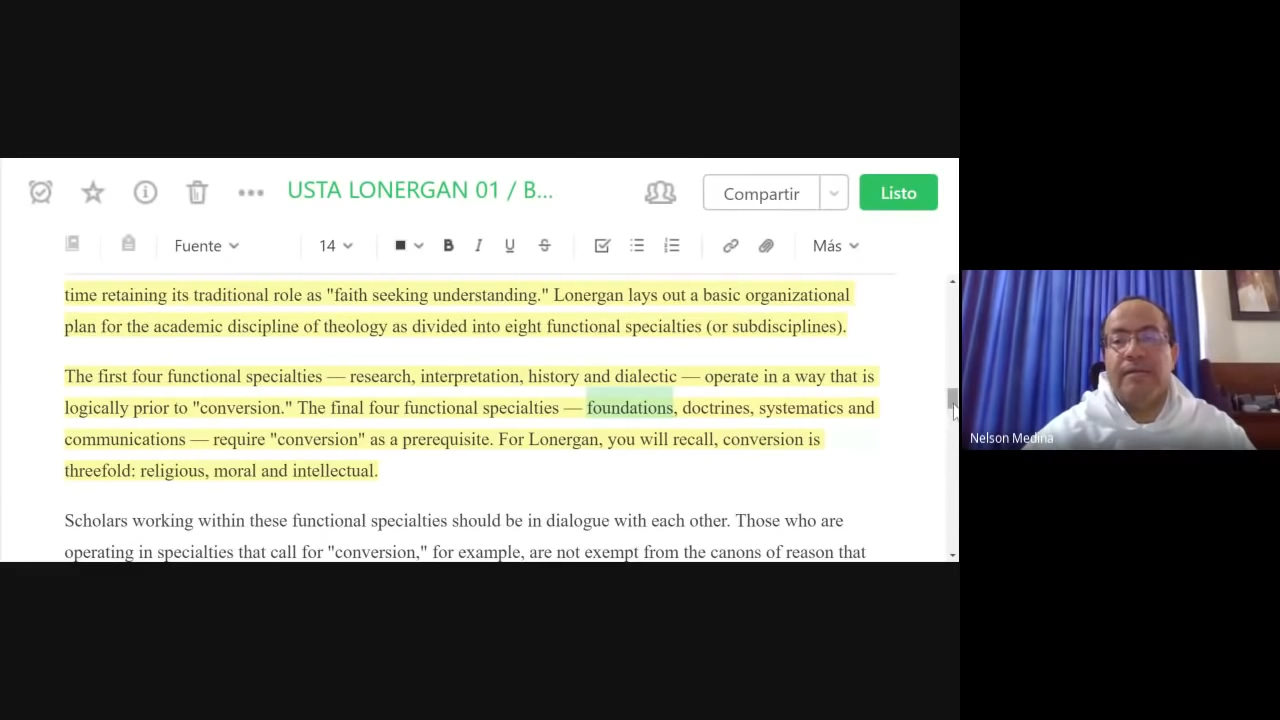 USTA LONERGAN 01 / B...
Compartir
Listo
Fuente
14
B I U S
Más
time retaining its traditional role as "faith seeking understanding." Lonergan lays out a basic organizational
plan for the academic discipline of theology as divided into eight functional specialties (or subdisciplines).
The first four functional specialties — research, interpretation, history and dialectic — operate in a way that is
logically prior to "conversion." The final four functional specialties — foundations, doctrines, systematics and
communications — require "conversion" as a prerequisite. For Lonergan, you will recall, conversion is
threefold: religious, moral and intellectual.
Scholars working within these functional specialties should be in dialogue with each other. Those who are
operating in specialties that call for "conversion," for example, are not exempt from the canons of reason that
Nelson Medina